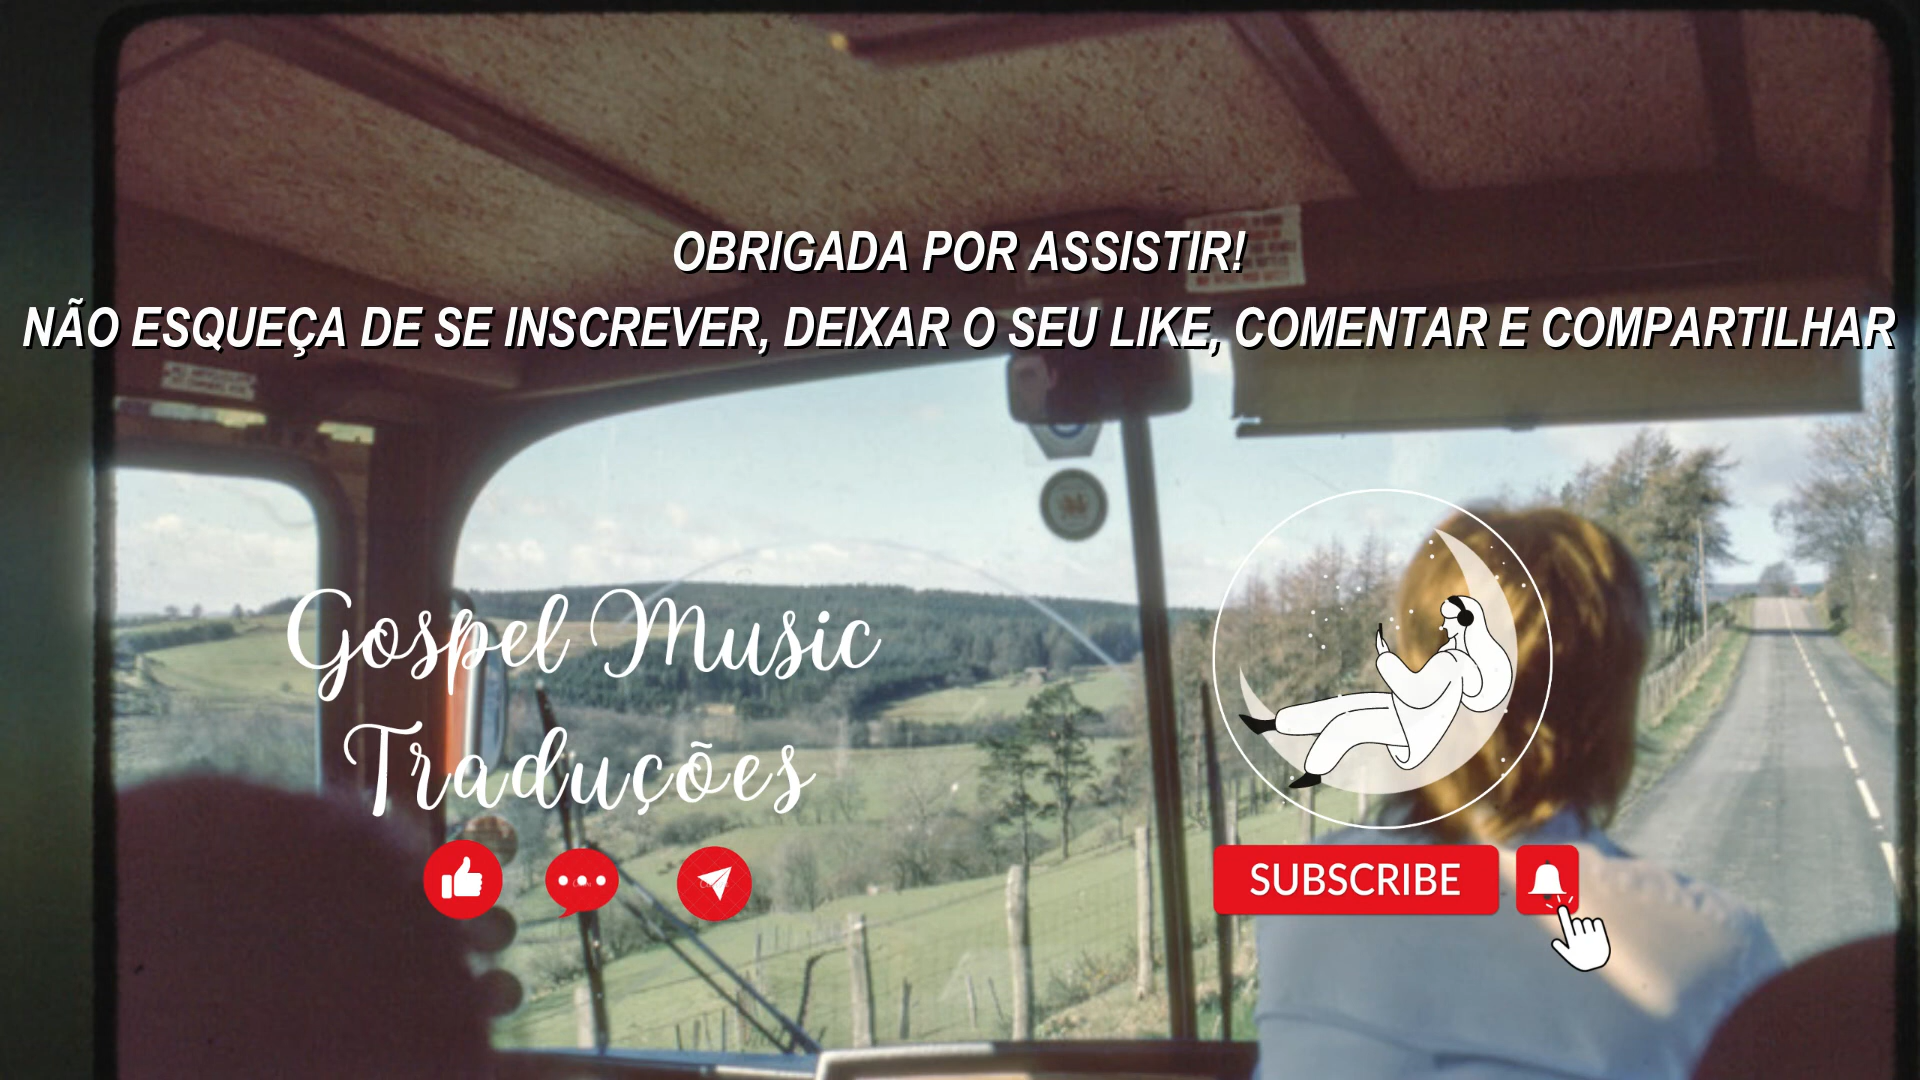 OBRIGADA POR ASSISTIR!
NÃO ESQUEÇA DE SE INSCREVER, DEIXAR O SEU LIKE, COMENTAR E COMPARTILHAR
Gospel Music
Traduções
SUBSCRIBE